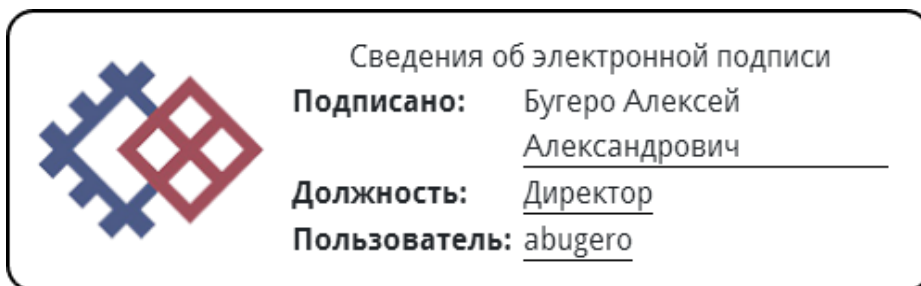 Сведения об электронной подписи
Подписано: Бугеро Алексей
Александрович
Должность: Директор
Пользователь: abugero